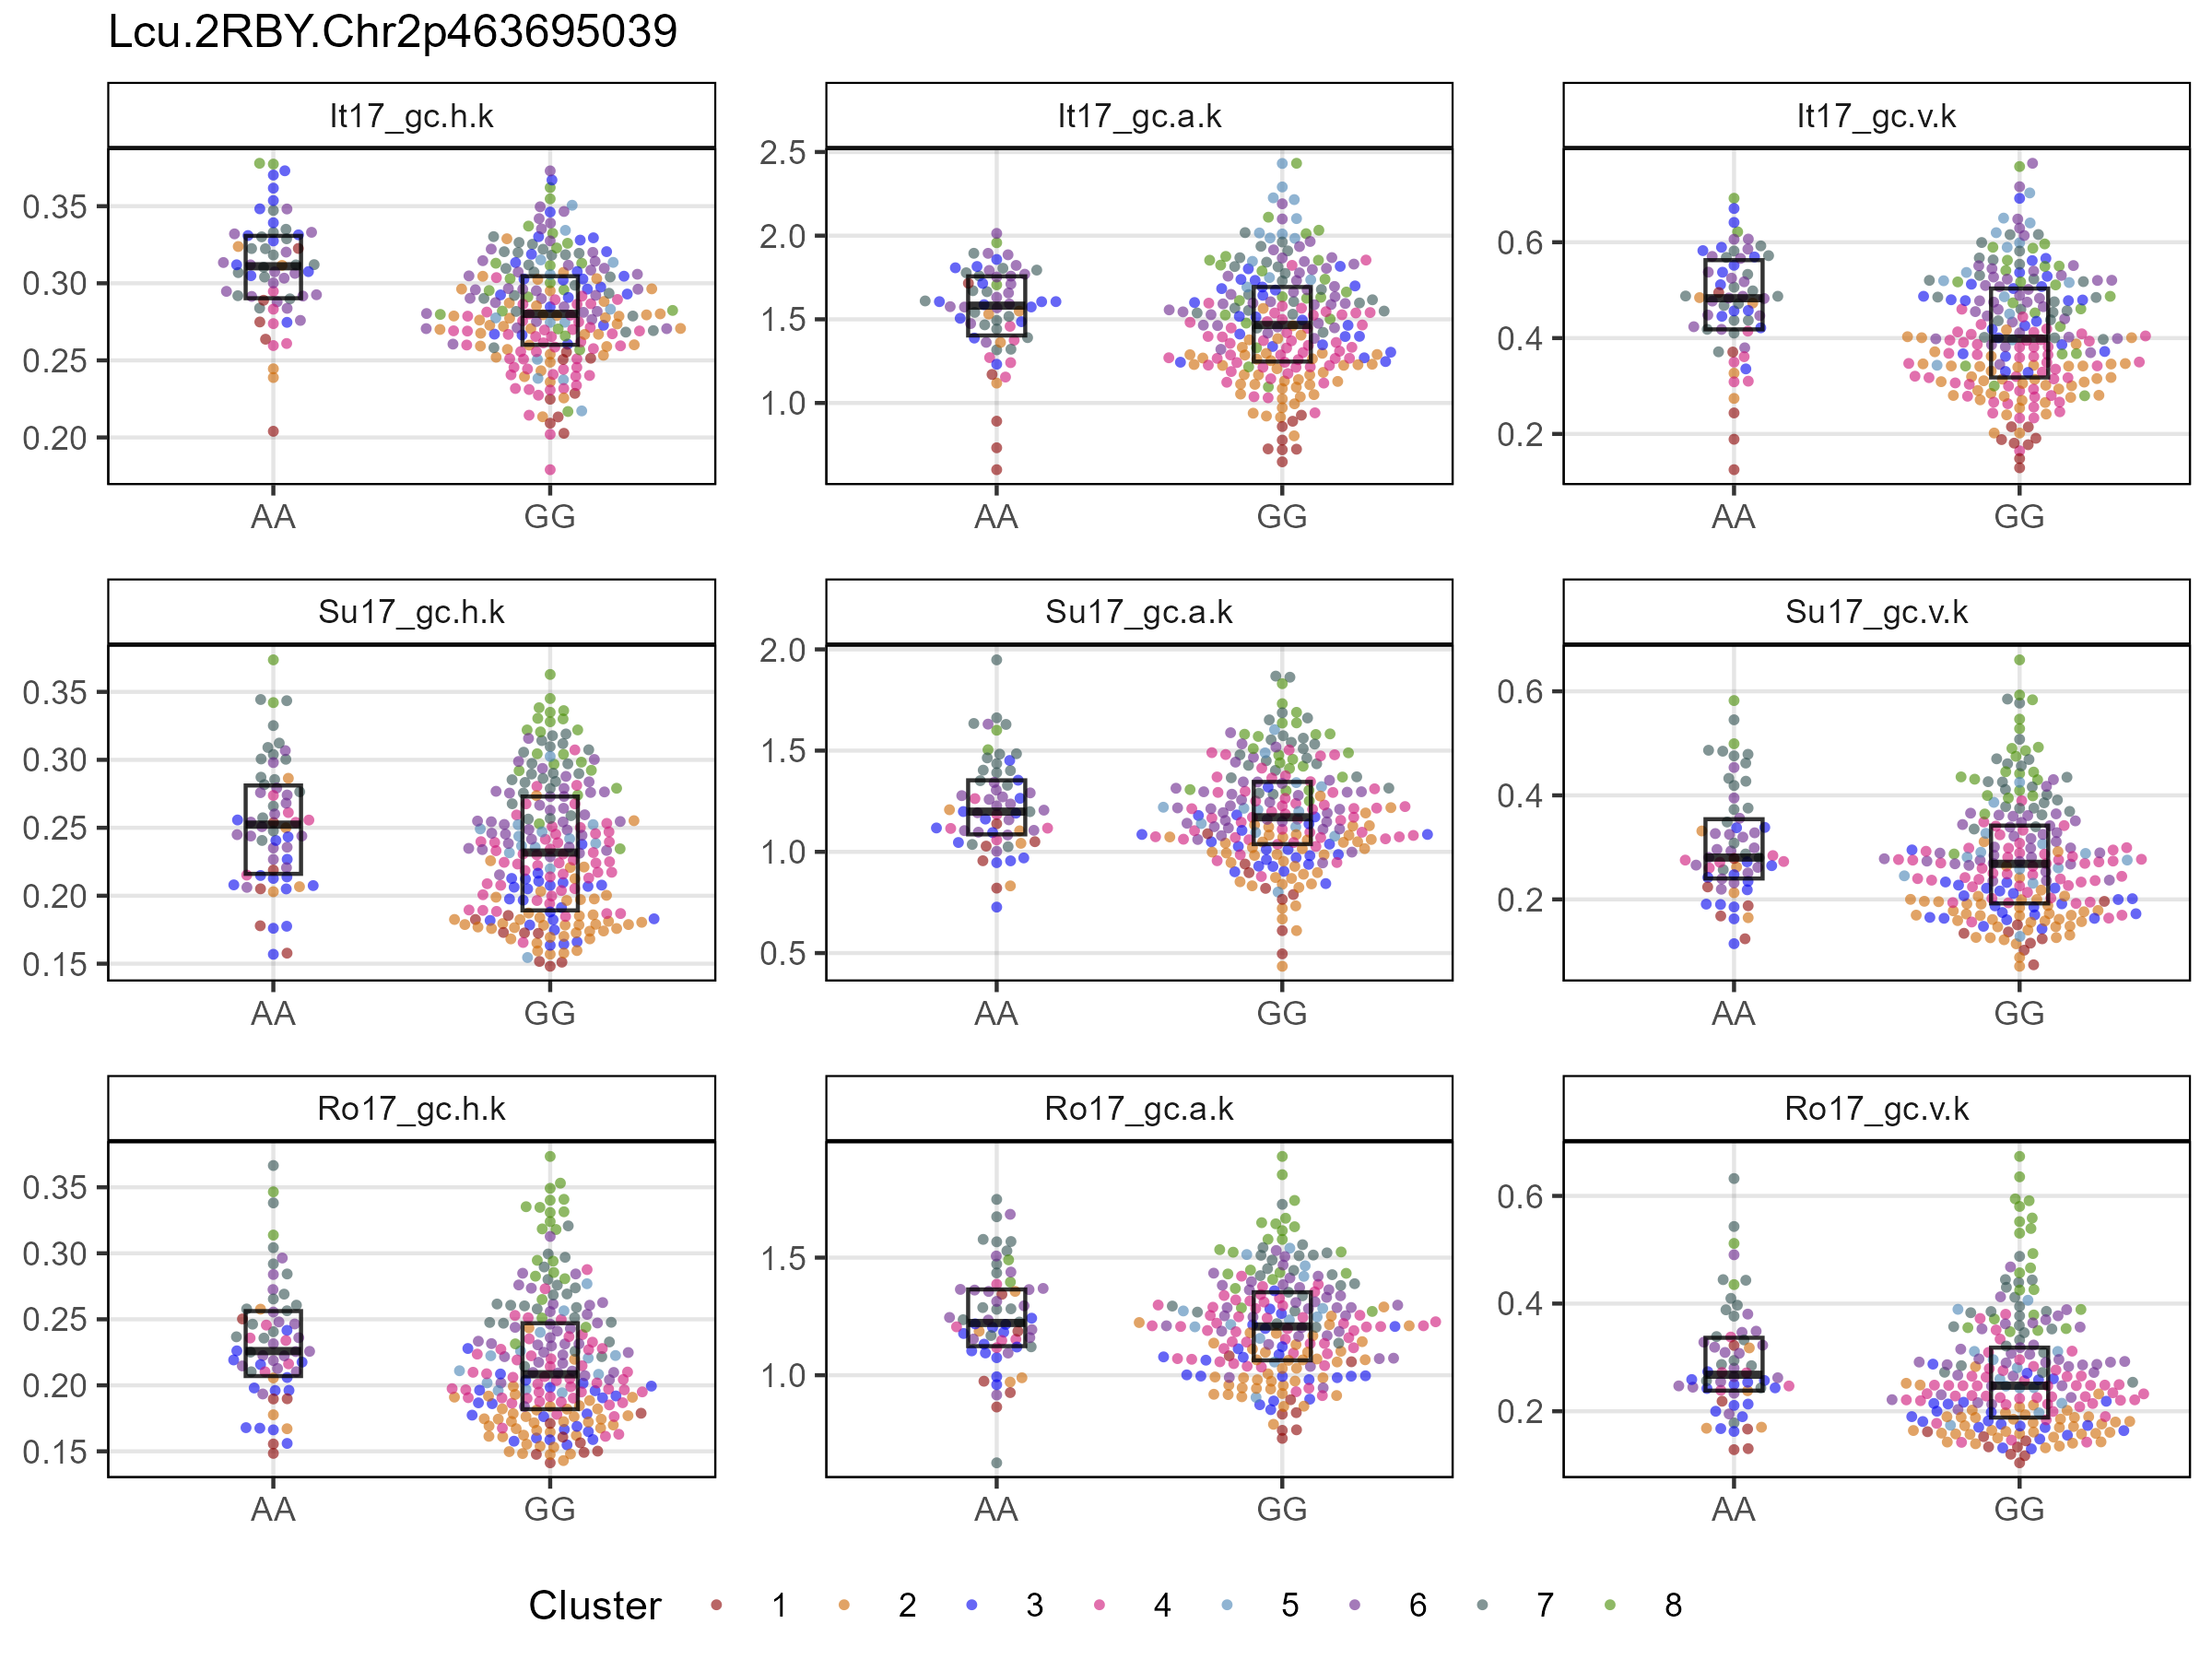 Lcu.2RBY.Chr2p463695039
It17_gc.h.k
It17_gc.a.k
It17_gc.v.k
0.35
0.30
0.25
0.20
AA
GG
2.5
2.0
1.5
1.0
AA
GG
0.6
0.4
0.2
AA
GG
Su17_gc.h.k
Su17_gc.a.k
Su17_gc.v.k
0.35
0.30
0.25
0.20
0.15
AA
GG
2.0
1.5
1.0
0.5
AA
GG
0.6
0.4
0.2
AA
GG
Ro17_gc.h.k
Ro17_gc.a.k
Ro17_gc.v.k
0.35
0.30
0.25
0.20
0.15
AA
GG
1.5
1.0
AA
GG
0.6
0.4
0.2
AA
GG
Cluster 1 2 3 4 5 6 7 8